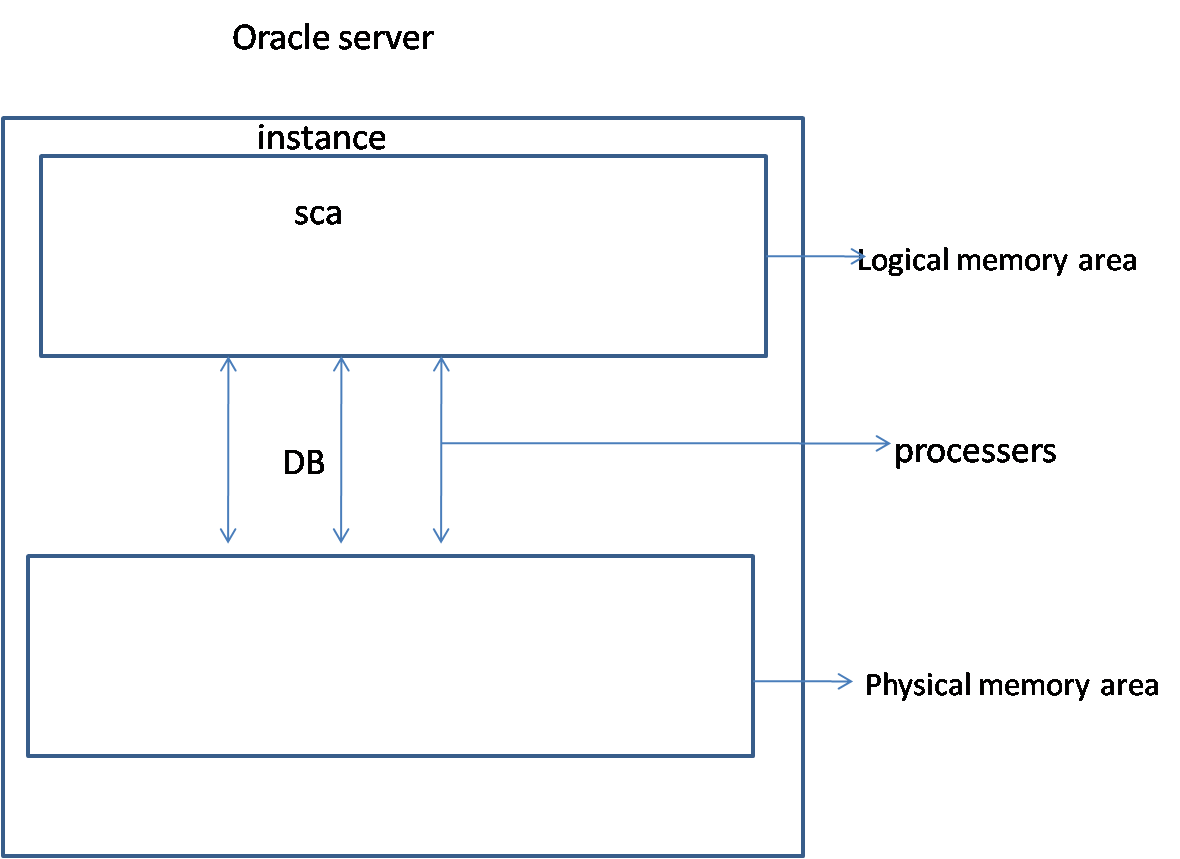 Oracle server
instance
sca
Logical memory area
DB
processers
Physical memory area